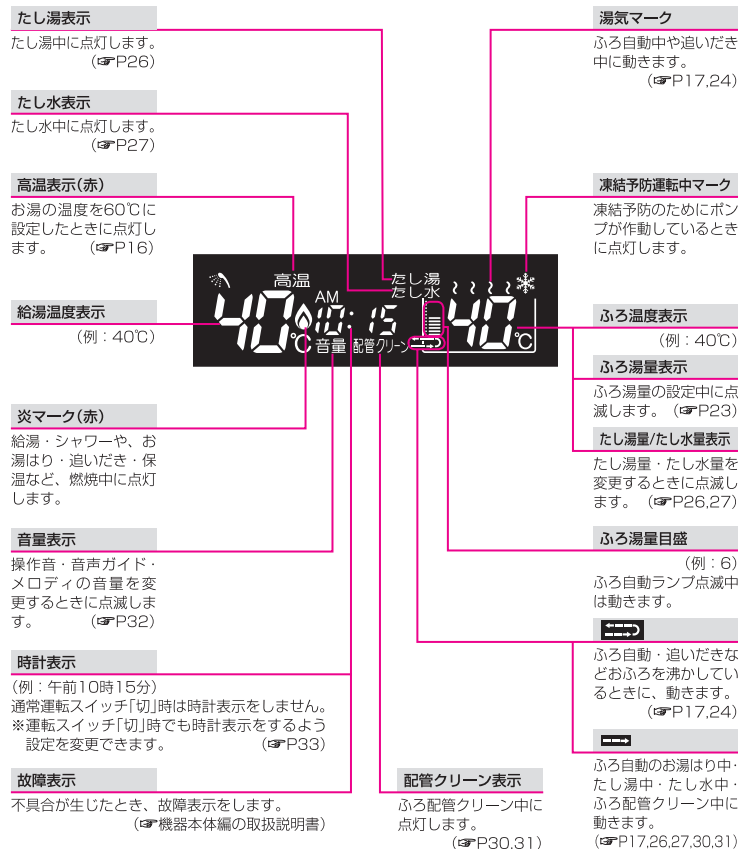 たし湯表示
たし湯中に点灯します。
(☞P26)
たし水表示
たし水中に点灯します。
(☞P27)
高温表示(赤)
お湯の温度を60℃に
設定したときに点灯し
ます。 (☞P16)
給湯温度表示
(例：40℃)
炎マーク(赤)
給湯・シャワーや、お
湯はり・追いだき・保
温など、燃焼中に点灯
します。
音量表示
操作音・音声ガイド・
メロディの音量を変
更するときに点滅しま
す。 (☞P32)
時計表示
(例：午前10時15分)
通常運転スイッチ「切」時は時計表示をしません。
※運転スイッチ「切」時でも時計表示をするよう
設定を変更できます。 (☞P33)
故障表示
不具合が生じたとき、故障表示をします。
(☞機器本体編の取扱説明書)
高温
たし湯
たし水
AM
40
℃
10:15
音量
配管クリーン
40
℃
配管クリーン表示
ふろ配管クリーン中に
点灯します。
(☞P30,31)
湯気マーク
ふろ自動中や追いだき
中に動きます。
(☞P17,24)
凍結予防運転中マーク
凍結予防のためにポン
プが作動しているとき
に点灯します。
ふろ温度表示
(例：40℃)
ふろ湯量表示
ふろ湯量の設定中に点
滅します。 (☞P23)
たし湯量/たし水量表示
たし湯量・たし水量を
変更するときに点滅し
ます。 (☞P26,27)
ふろ湯量目盛
(例：6)
ふろ自動ランプ点滅中
は動きます。
ふろ自動・追いだきな
どおふろを沸かしてい
るときに、動きます。
(☞P17,24)
ふろ自動のお湯はり中・
たし湯中・たし水中・
ふろ配管クリーン中に
動きます。
(☞P17,26,27,30,31)